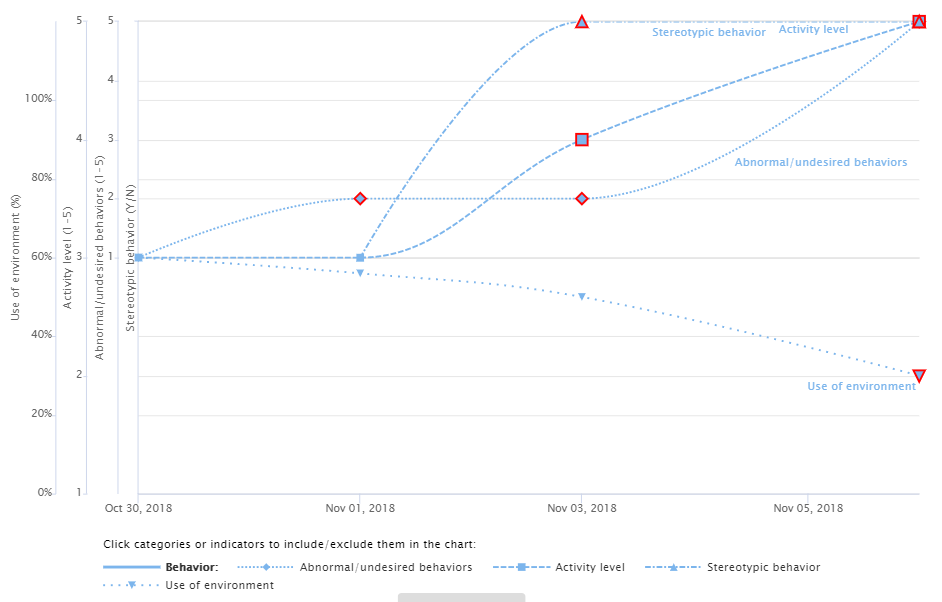 5
5
4
100%
4
3
80%
2
60%
3
1
40%
2
20%
0%
1
Use of environment (%)
Activity level (1-5)
Abnormal/undesired behaviors (1-5)
Stereotypic behavior (Y/N)
Stereotypic behavior
Activity level
Abnormal/undesired behaviors
Use of environment
Oct 30, 2018
Nov 01, 2018
Nov 03, 2018
Nov 05, 2018
Click categories or indicators to include/exclude them in the chart:
Behavior: Abnormal/undesired behaviors Activity level Stereotypic behavior
Use of environment